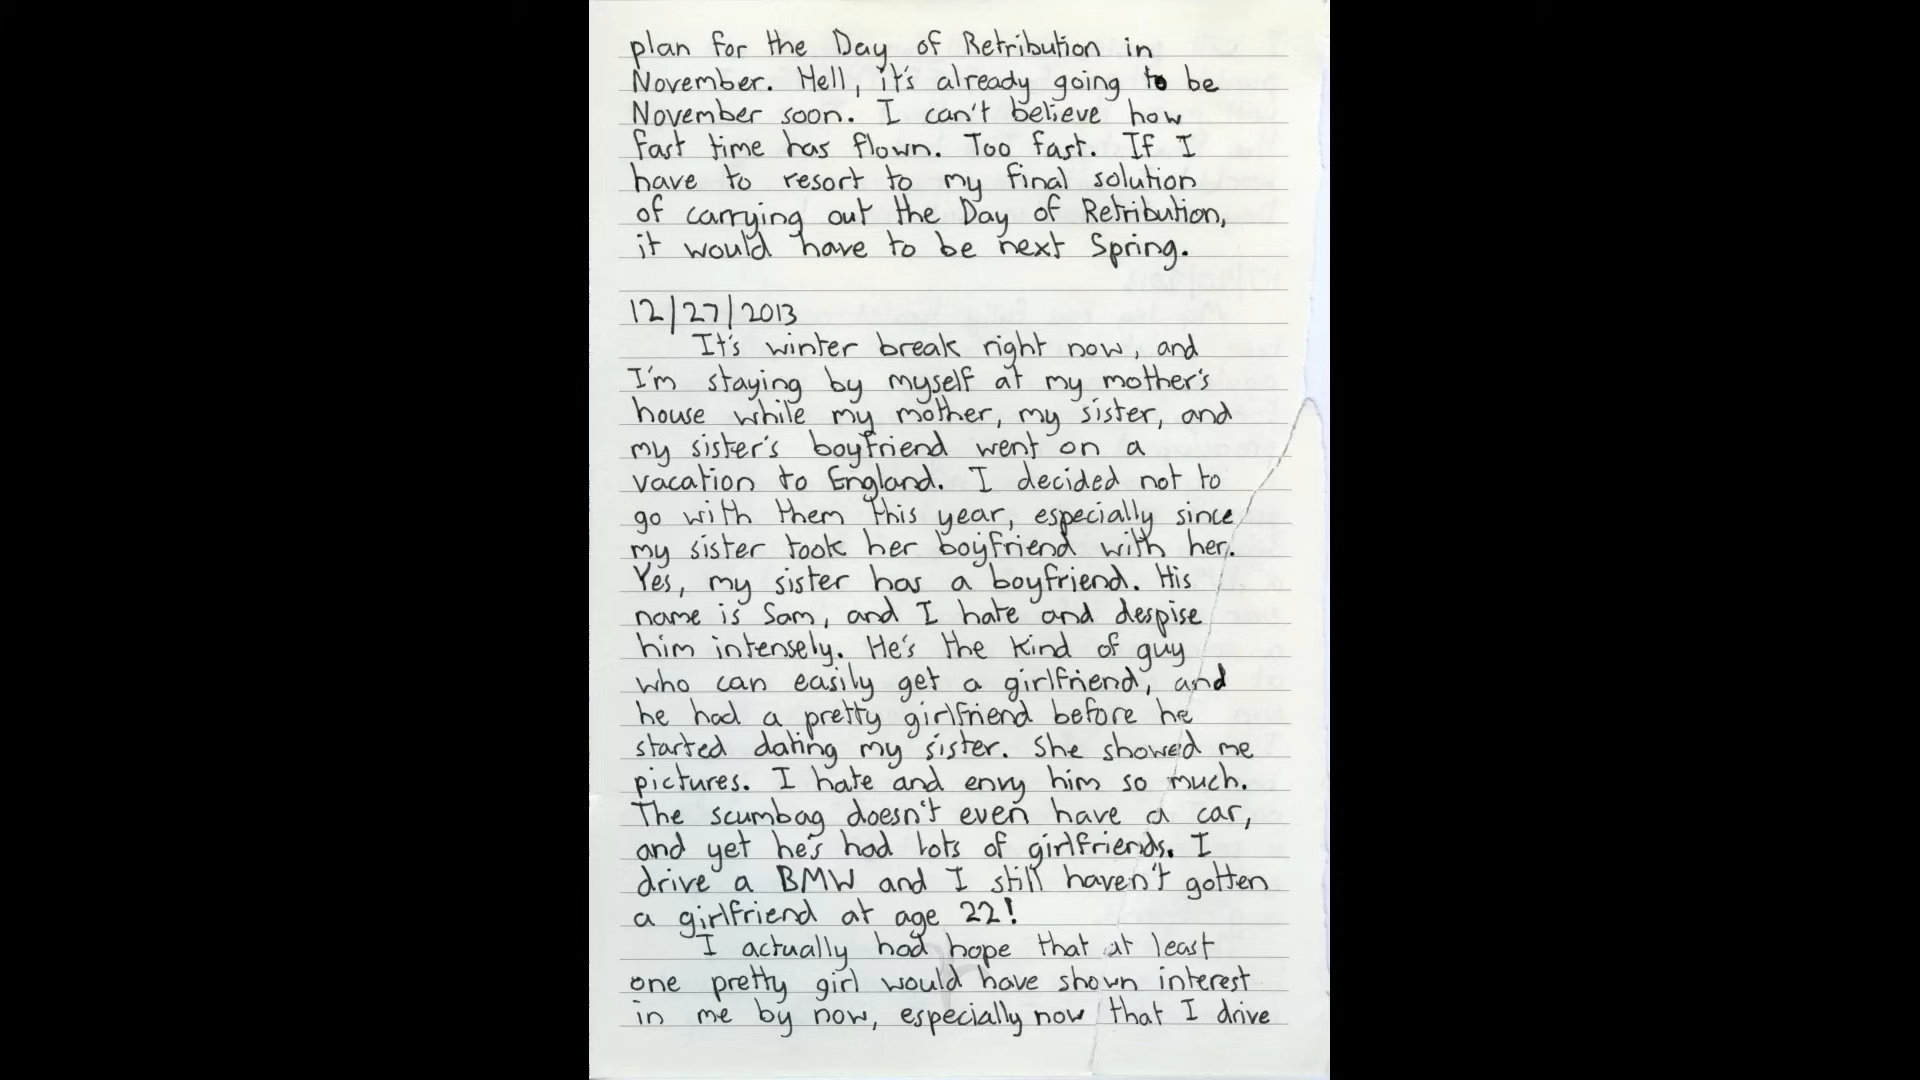 plan for the Day of Retribution in
November. Hell, it's already going to be
November soon. I can't believe how
fast time has flown. Too fast. If I
have to resort to my final solution
of carrying out the Day of Retribution,
it would have to be next Spring.
12/27/2013
It's winter break right now, and
I'm staying by myself at my mother's
house while my mother, my sister, and
my sister's boyfriend went on a
vacation to England. I decided not to
go with them this year, especially since
my sister took her boyfriend with her.
Yes, my sister has a boyfriend. His
name is Sam, and I hate and despise
him intensely. He's the kind of guy
who can easily get a girlfriend, and
he had a pretty girlfriend before he
started dating my sister. She showed me
pictures. I hate and envy him so much.
The scumbag doesn't even have a car,
and yet he's had lots of girlfriends. I
drive a BMW and I still haven't gotten
a girlfriend at age 22!
I actually had hope that at least
one pretty girl would have shown interest
in me by now, especially now that I drive